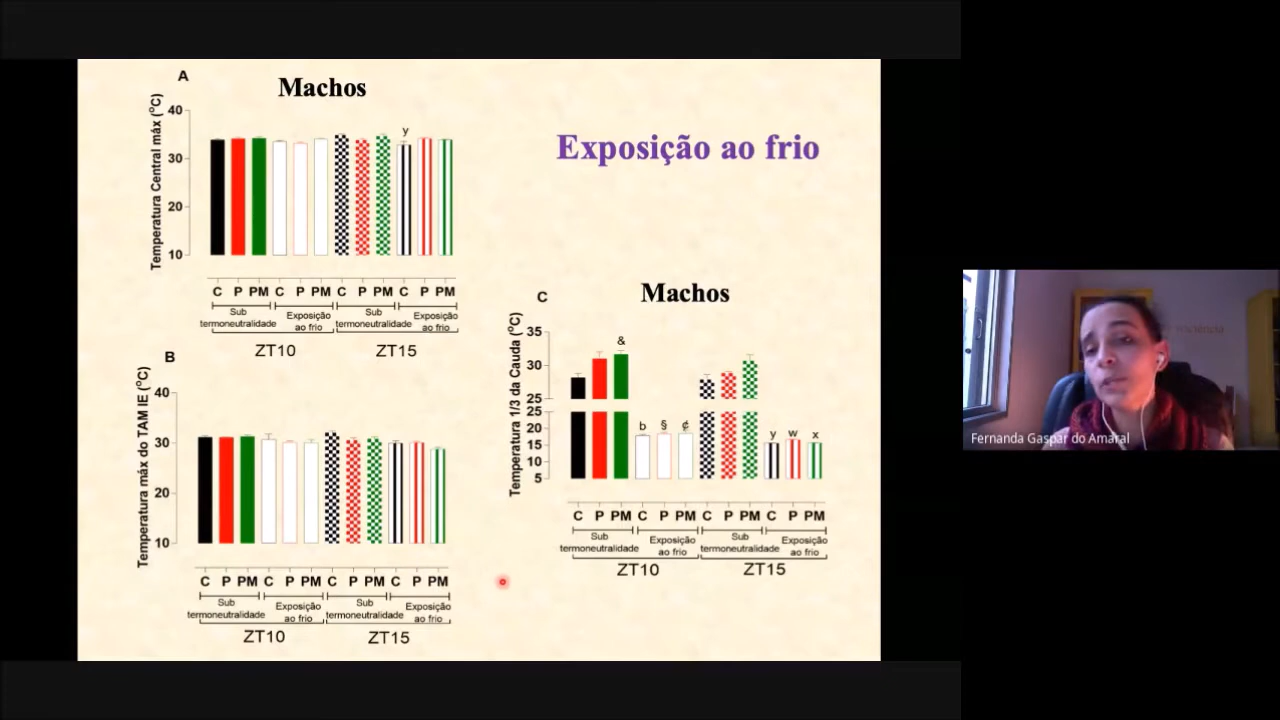 A
Machos
Temperatura Central máx (°C)
40
30
20
10
y
C P PM C P PM C P PM C P PM
Sub termoneutralidade
Exposição ao frio
Sub termoneutralidade
Exposição ao frio
ZT10 ZT15
Exposição ao frio
B
Temperatura máx do TAM IE (°C)
40
30
20
10
C P PM C P PM C P PM C P PM
Sub termoneutralidade
Exposição ao frio
Sub termoneutralidade
Exposição ao frio
ZT10 ZT15
C
Machos
Temperatura 1/3 da Cauda (°C)
35
30
25
25
20
15
10
5
&
b § ¢
y w x
C P PM C P PM C P PM C P PM
Sub termoneutralidade
Exposição ao frio
Sub termoneutralidade
Exposição ao frio
ZT10 ZT15
Fernanda Gaspar do Amaral